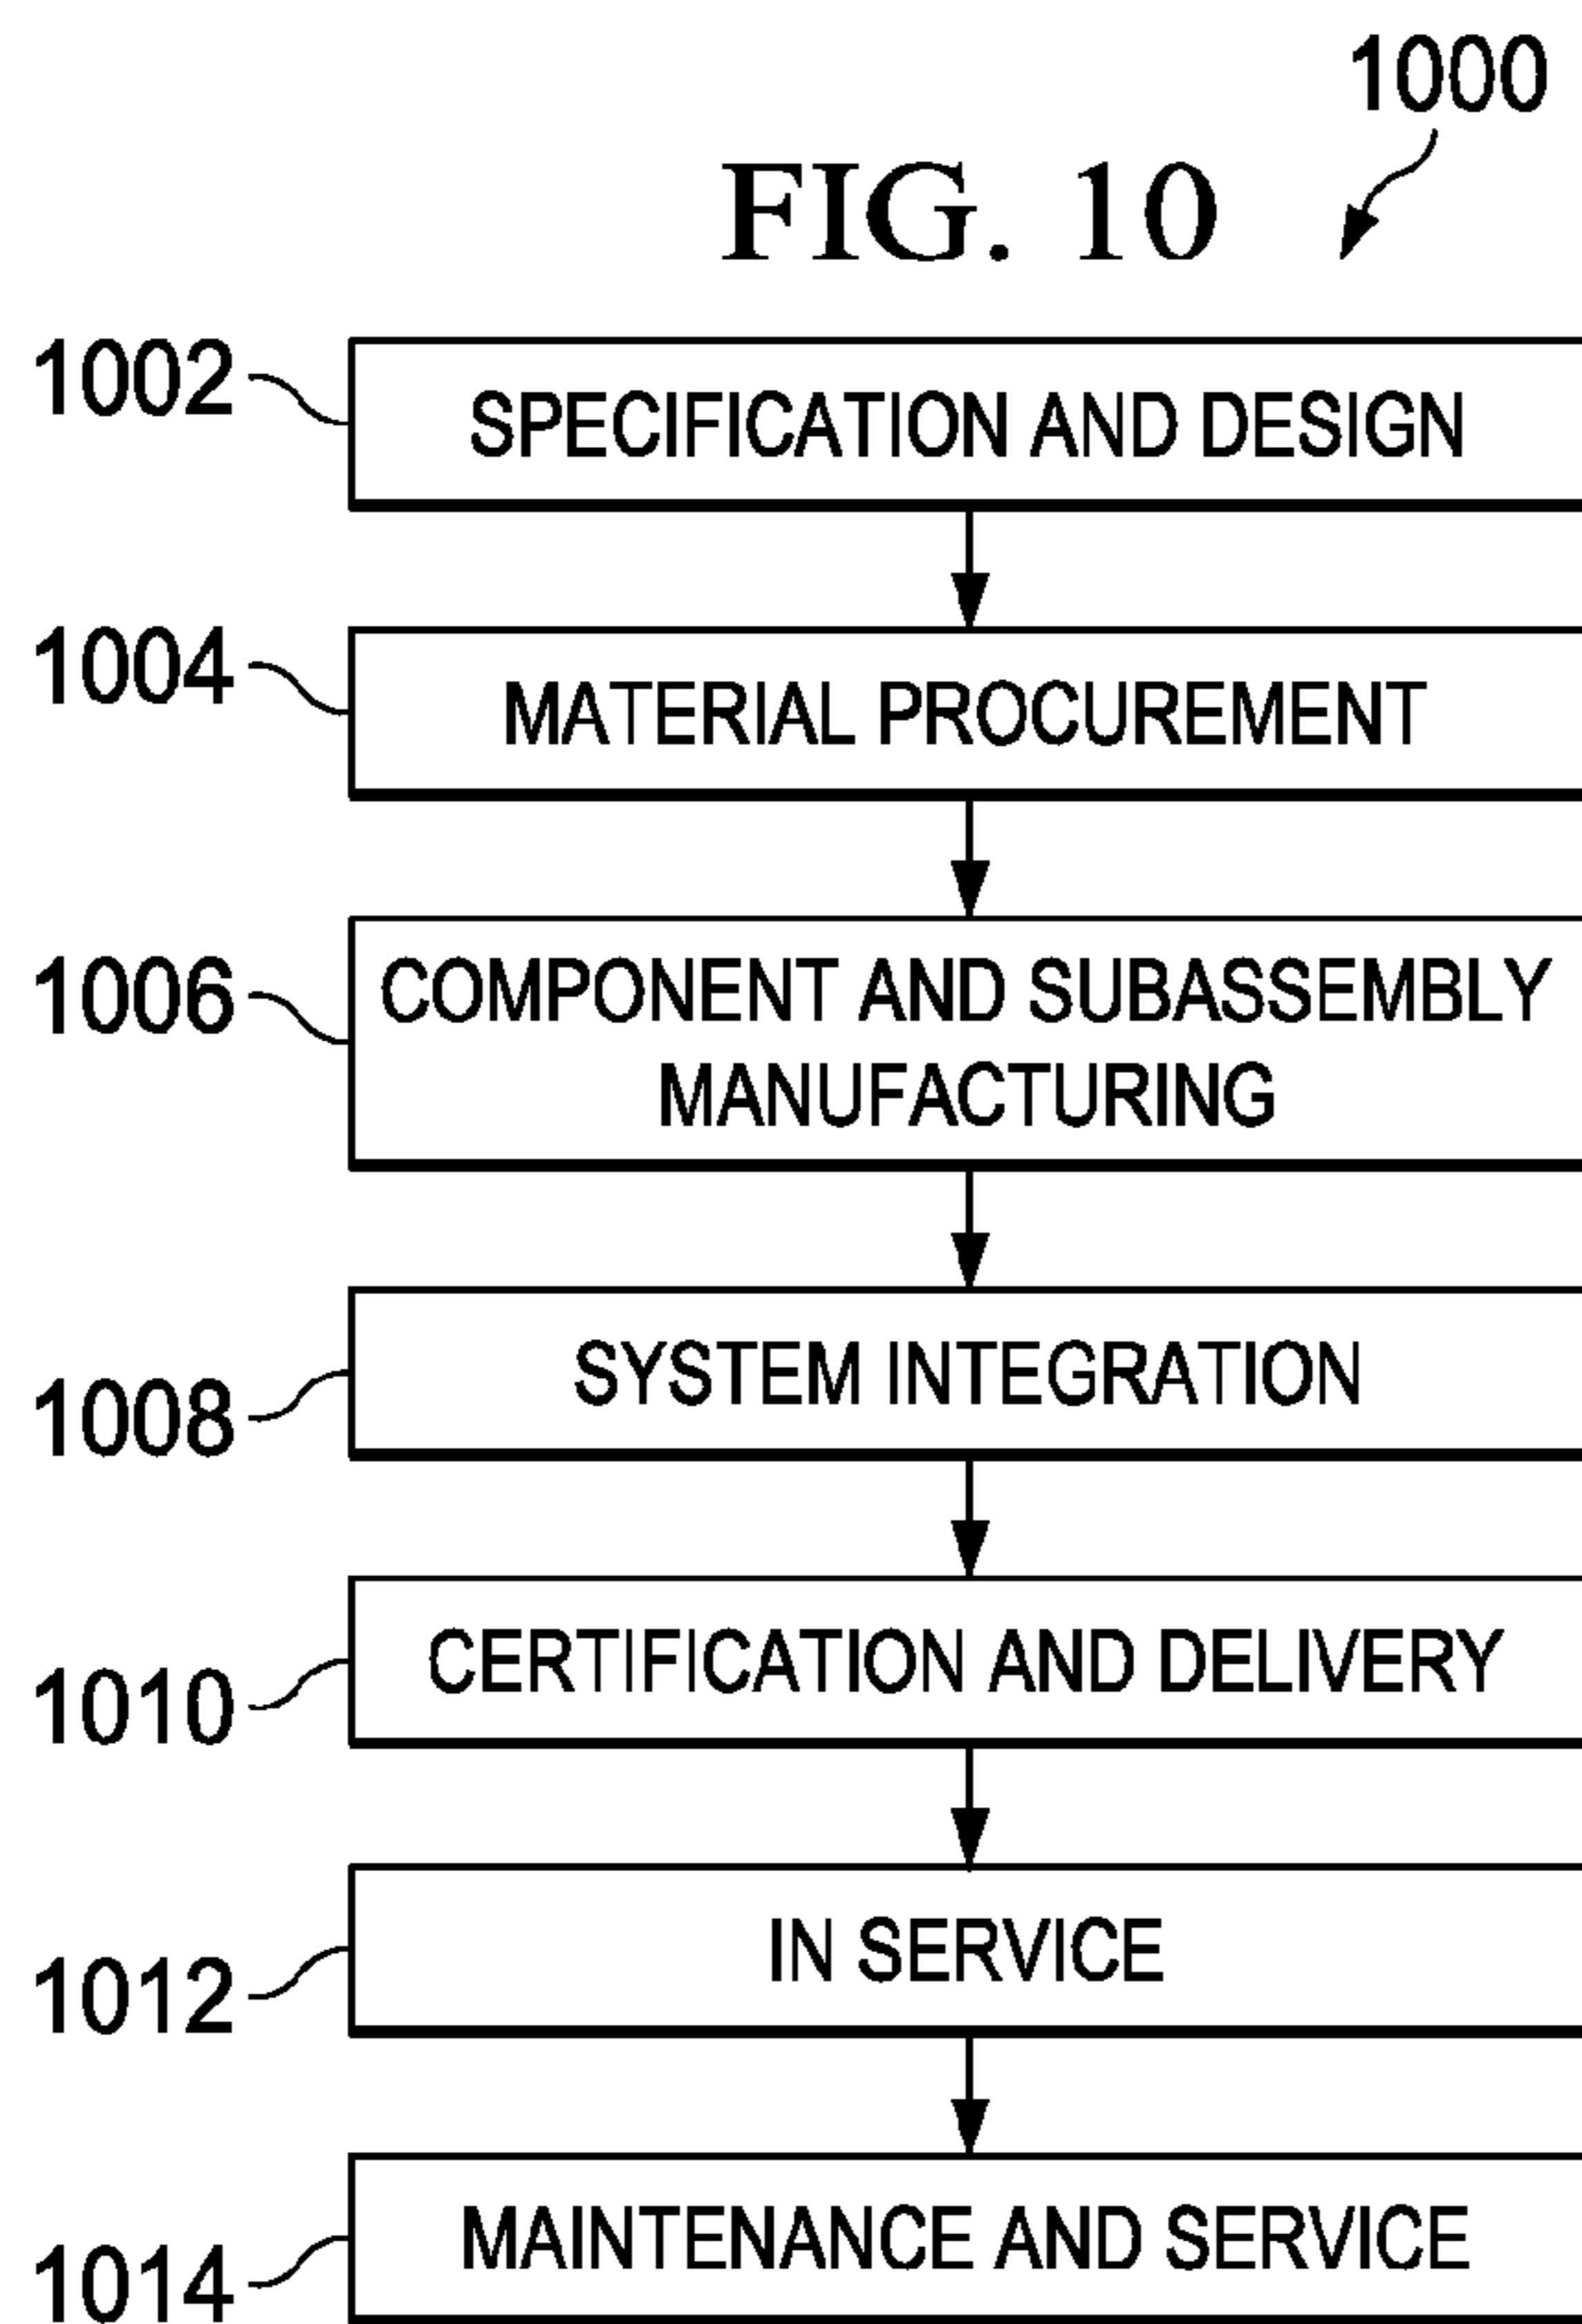 1000
FIG. 10
1002
SPECIFICATION AND DESIGN
1004
MATERIAL PROCUREMENT
1006
COMPONENT AND SUBASSEMBLY
MANUFACTURING
1008
SYSTEM INTEGRATION
1010
CERTIFICATION AND DELIVERY
1012
IN SERVICE
1014
MAINTENANCE AND SERVICE